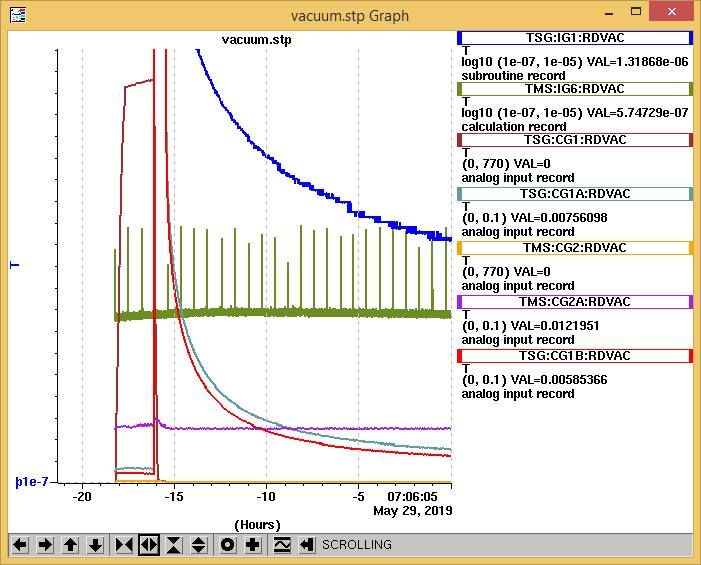 vacuum.stp Graph
vacuum.stp
TSG:IG1:RDVAC
T
log10 (1e-07, 1e-05) VAL=1.31868e-06
subroutine record
TMS:IG6:RDVAC
T
log10 (1e-07, 1e-05) VAL=5.74729e-07
calculation record
TSG:CG1:RDVAC
T
(0, 770) VAL=0
analog input record
TSG:CG1A:RDVAC
T
(0, 0.1) VAL=0.00756098
analog input record
TMS:CG2:RDVAC
T
(0, 770) VAL=0
analog input record
TMS:CG2A:RDVAC
T
(0, 0.1) VAL=0.0121951
analog input record
TSG:CG1B:RDVAC
T
(0, 0.1) VAL=0.00585366
analog input record
T
1e-7
-20 -15 -10 -5 07:06:05
May 29, 2019
(Hours)
SCROLLING